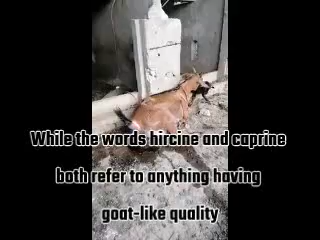 While the words hircine and caprine
both refer to anything having
goat-like quality